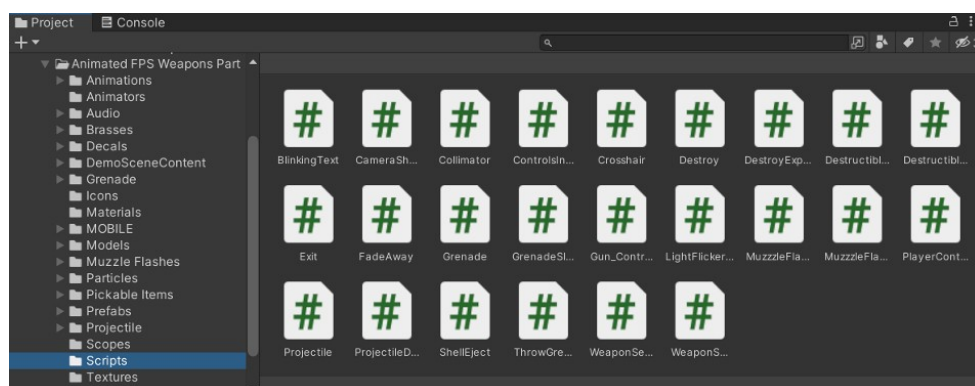 Project Console
Animated FPS Weapons Part
Animations
Animators
Audio
Brasses
Decals
DemoSceneContent
Grenade
Icons
Materials
MOBILE
Models
Muzzle Flashes
Particles
Pickable Items
Prefabs
Projectile
Scopes
Scripts
Textures
BlinkingText CameraSh... Collimator ControlsIn... Crosshair Destroy DestroyExp... Destructibl... Destructibl...
Exit FadeAway Grenade GrenadeSl... Gun_Contr... LightFlicker... MuzzzleFla... MuzzzleFla... PlayerCont...
Projectile ProjectileD... ShellEject ThrowGre... WeaponSe... WeaponS...